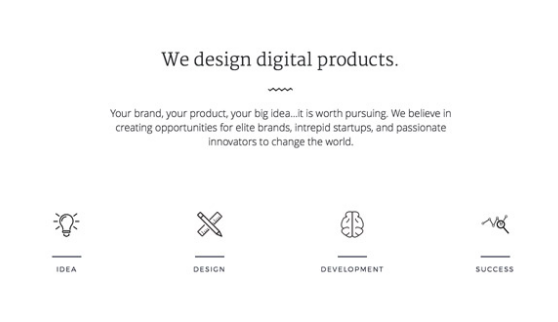 We design digital products.
Your brand, your product, your big idea...it is worth pursuing. We believe in
creating opportunities for elite brands, intrepid startups, and passionate
innovators to change the world.
IDEA
DESIGN
DEVELOPMENT
SUCCESS